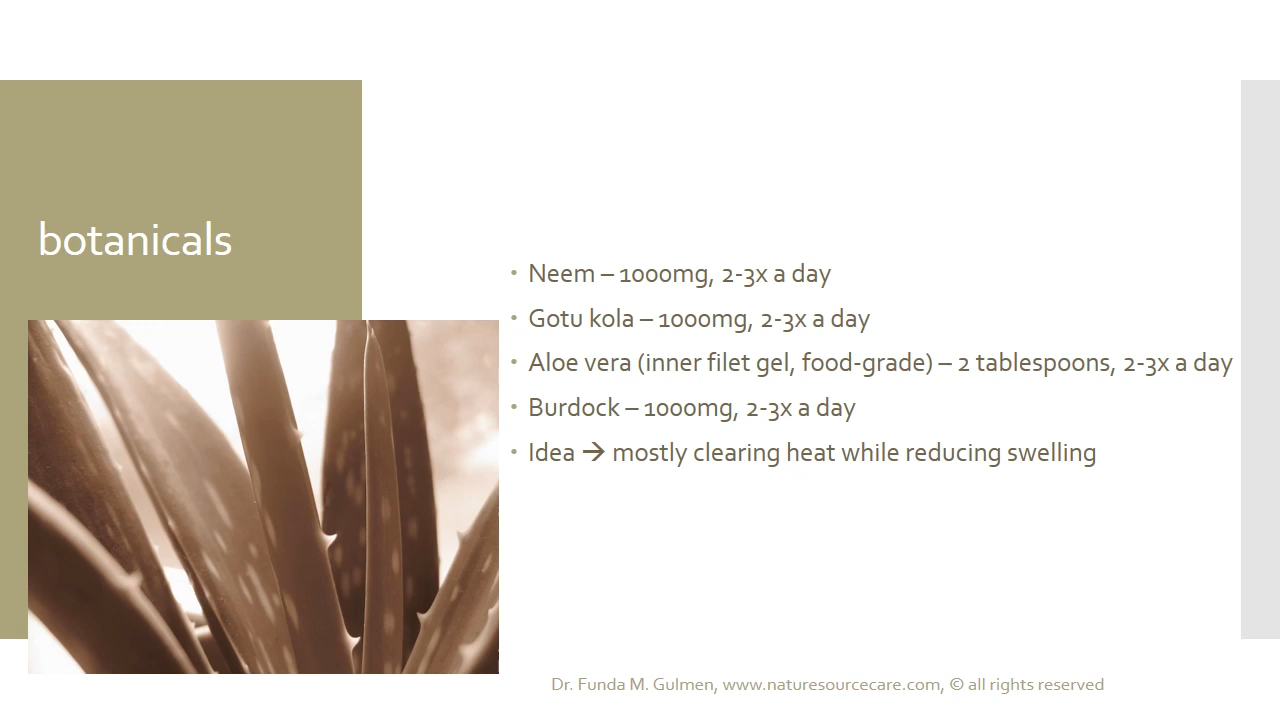 botanicals
• Neem – 1000mg, 2-3x a day
• Gotu kola – 1000mg, 2-3x a day
• Aloe vera (inner filet gel, food-grade) – 2 tablespoons, 2-3x a day
• Burdock – 1000mg, 2-3x a day
• Idea → mostly clearing heat while reducing swelling
Dr. Funda M. Gulmen, www.naturesourcecare.com, © all rights reserved